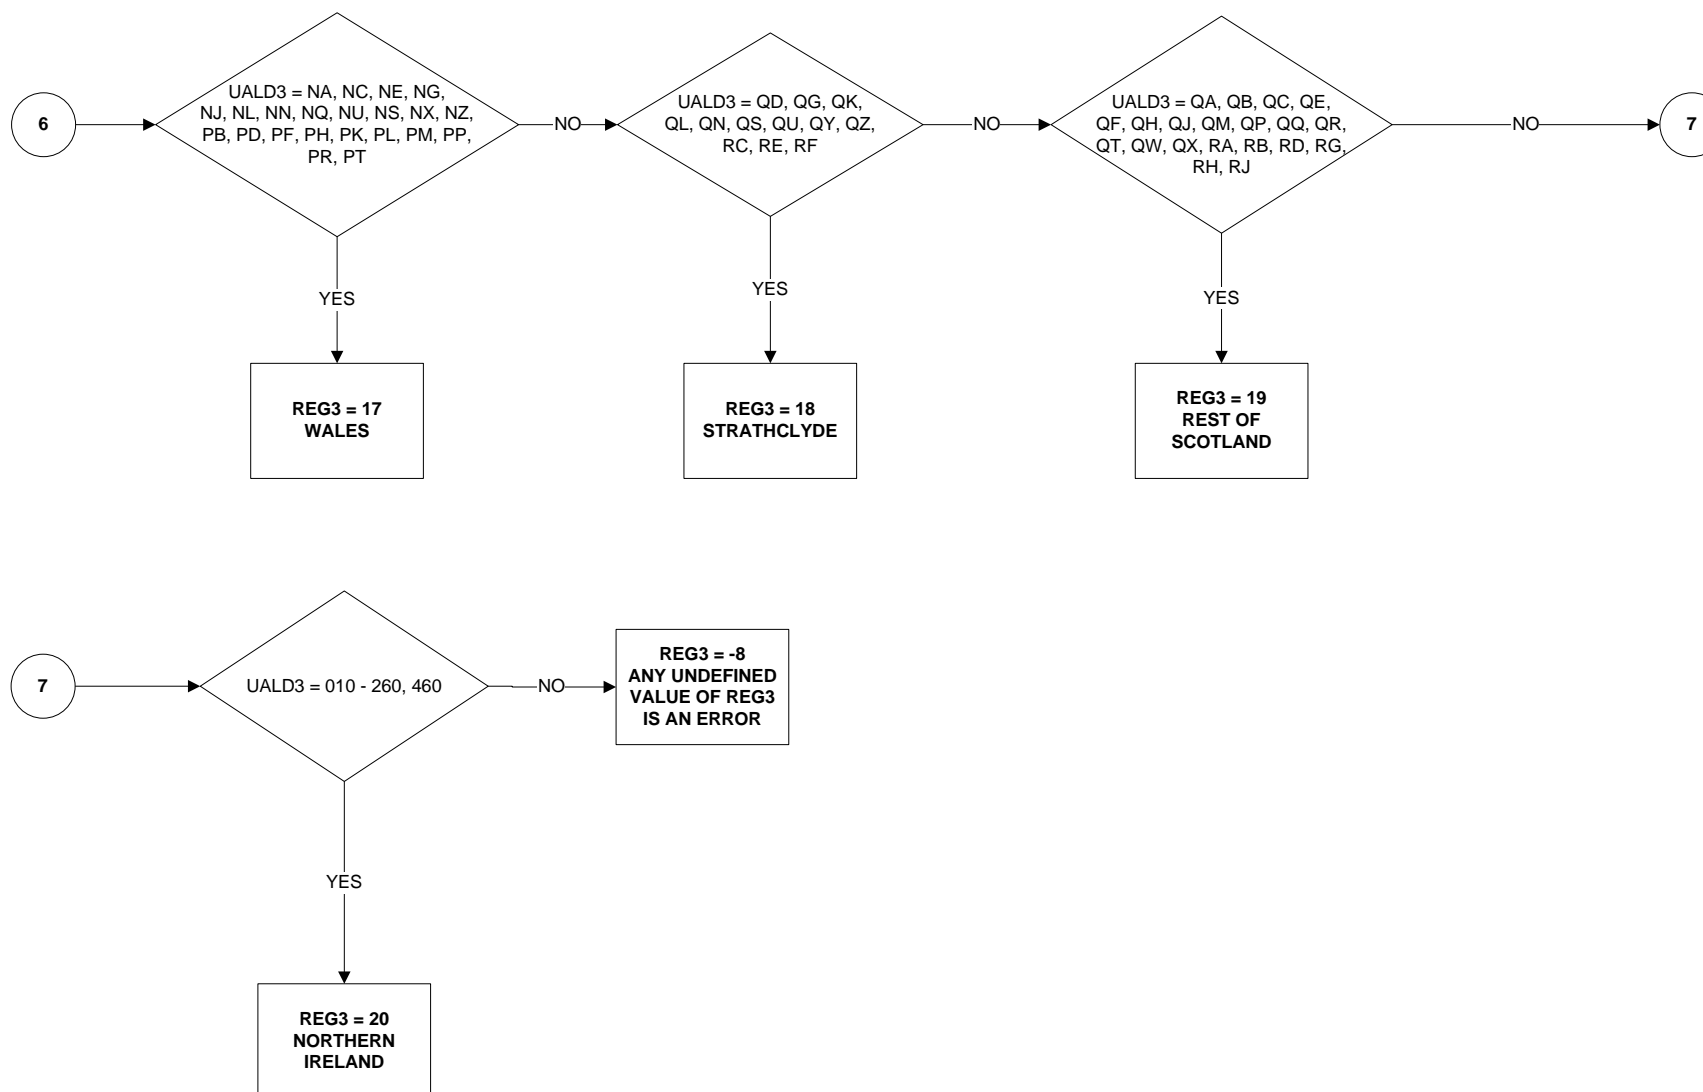 6
UALD3 = NA, NC, NE, NG,
NJ, NL, NN, NQ, NU, NS, NX, NZ,
PB, PD, PF, PH, PK, PL, PM, PP,
PR, PT
NO
UALD3 = QD, QG, QK,
QL, QN, QS, QU, QY, QZ,
RC, RE, RF
NO
UALD3 = QA, QB, QC, QE,
QF, QH, QJ, QM, QP, QQ, QR,
QT, QW, QX, RA, RB, RD, RG,
RH, RJ
NO
7
YES
YES
YES
REG3 = 17
WALES
REG3 = 18
STRATHCLYDE
REG3 = 19
REST OF
SCOTLAND
7
UALD3 = 010 - 260, 460
NO
REG3 = -8
ANY UNDEFINED
VALUE OF REG3
IS AN ERROR
YES
REG3 = 20
NORTHERN
IRELAND